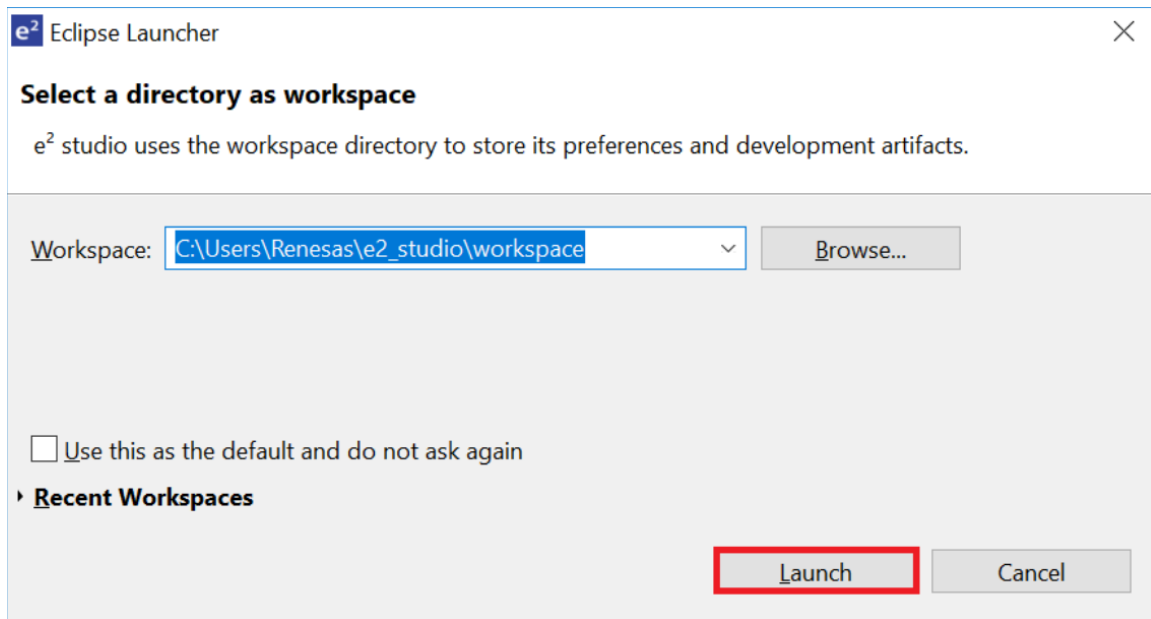 e² Eclipse Launcher
Select a directory as workspace
e² studio uses the workspace directory to store its preferences and development artifacts.
Workspace: C:\Users\Renesas\e2_studio\workspace Browse...
Use this as the default and do not ask again
Recent Workspaces
Launch Cancel